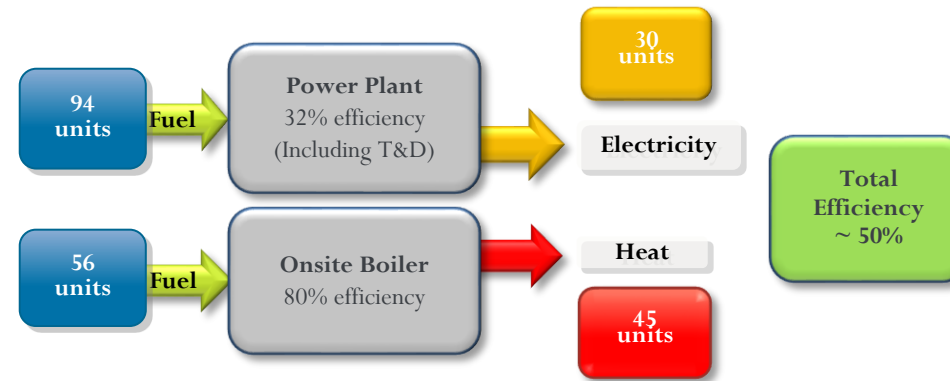 94
units
Fuel
Power Plant
32% efficiency
(Including T&D)
30
units
Electricity
56
units
Fuel
Onsite Boiler
80% efficiency
Heat
45
units
Total
Efficiency
~ 50%